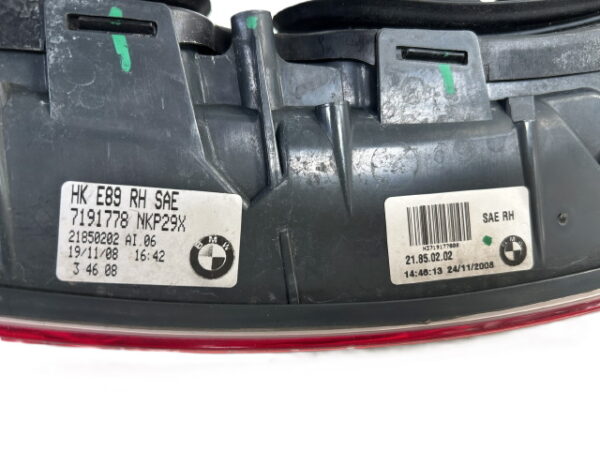 HK E89 RH SAE
7191778 NKP29X
21850202 AI.06
19/11/08 16:42
3 46 08
BMW
SAE RH
21.85.02.02
14:46:13 24/11/2008